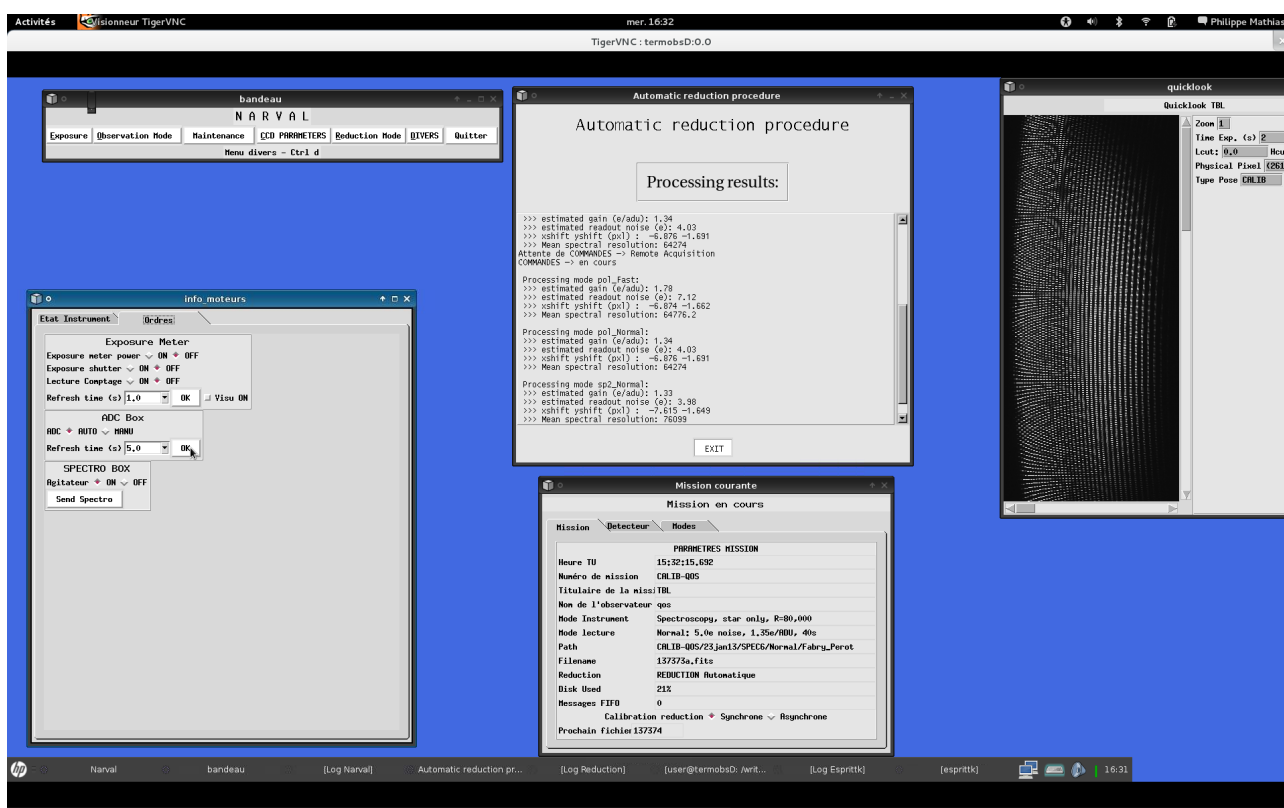 Activités Visionneur TigerVNC mer. 16:32 Philippe Mathias
TigerVNC : termobsD:0.0
bandeau
N A R V A L
Exposure Observation Mode Maintenance CCD PARAMETERS Reduction Mode DIVERS Quitter
Menu divers - Ctrl d
Automatic reduction procedure
Automatic reduction procedure
Processing results:
>>> estimated gain (e/adu): 1.34
>>> estimated readout noise (e): 4.03
>>> xshift yshift (pxl) : -6.876 -1.691
>>> Mean spectral resolution: 64274
Attente de COMMANDES -> Remote Acquisition
COMMANDES -> en cours
Processing mode pol_Fast:
>>> estimated gain (e/adu): 1.78
>>> estimated readout noise (e): 7.12
>>> xshift yshift (pxl) : -6.874 -1.662
>>> Mean spectral resolution: 64776.2
Processing mode pol_Normal:
>>> estimated gain (e/adu): 1.34
>>> estimated readout noise (e): 4.03
>>> xshift yshift (pxl) : -6.876 -1.691
>>> Mean spectral resolution: 64274
Processing mode sp2_Normal:
>>> estimated gain (e/adu): 1.33
>>> estimated readout noise (e): 3.98
>>> xshift yshift (pxl) : -7.615 -1.649
>>> Mean spectral resolution: 76099
EXIT
quicklook
Quicklook TBL
Zoom 1
Time Exp. (s) 2
Lcut: 0.0 Hcu
Physical Pixel (261
Type Pose CALIB
info_moteurs
Etat Instrument Ordres
Exposure Meter
Exposure meter power ON OFF
Exposure shutter ON OFF
Lecture Comptage ON OFF
Refresh time (s) 1.0 OK Visu ON
ADC Box
ADC AUTO MANU
Refresh time (s) 5.0 OK
SPECTRO BOX
Agitateur ON OFF
Send Spectro
Mission courante
Mission en cours
Mission Detecteur Modes
PARAMETRES MISSION
Heure TU 15:32:15.692
Numéro de mission CALIB-QOS
Titulaire de la missi TBL
Nom de l'observateur qos
Mode Instrument Spectroscopy, star only, R=80,000
Mode lecture Normal: 5.0e noise, 1.35e/ADU, 40s
Path CALIB-QOS/23jan13/SPEC6/Normal/Fabry_Perot
Filename 137373a.fits
Reduction REDUCTION Automatique
Disk Used 21%
Messages FIFO 0
Calibration reduction Synchrone Asynchrone
Prochain fichier 137374
hp Narval bandeau [Log Narval] Automatic reduction pr... [Log Reduction] [user@termobsD: /writ... [Log Esprittk] [esprittk] 16:31